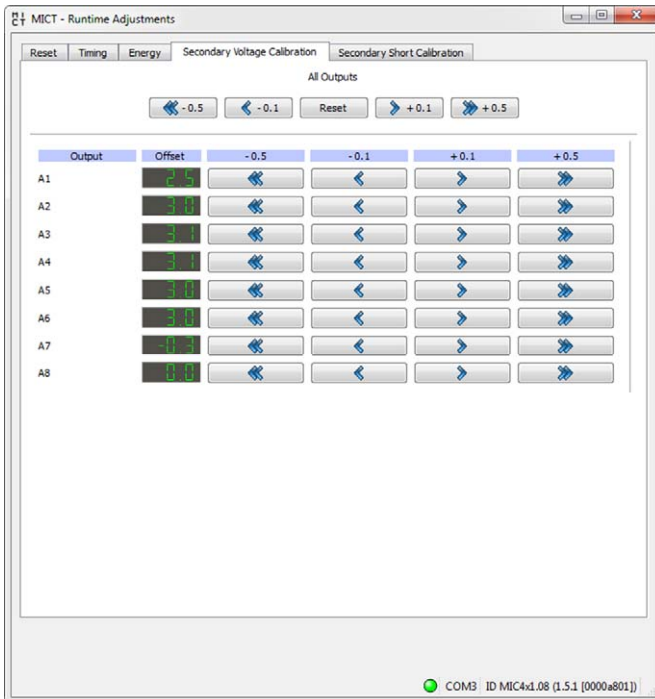 MICT - Runtime Adjustments
Reset Timing Energy Secondary Voltage Calibration Secondary Short Calibration
All Outputs
- 0.5 - 0.1 Reset + 0.1 + 0.5
Output Offset - 0.5 - 0.1 + 0.1 + 0.5
A1 2.5
A2 3.0
A3 3.1
A4 3.1
A5 3.0
A6 3.0
A7 -0.3
A8 0.0
COM3 ID MIC4x1.08 (1.5.1 [0000a801])